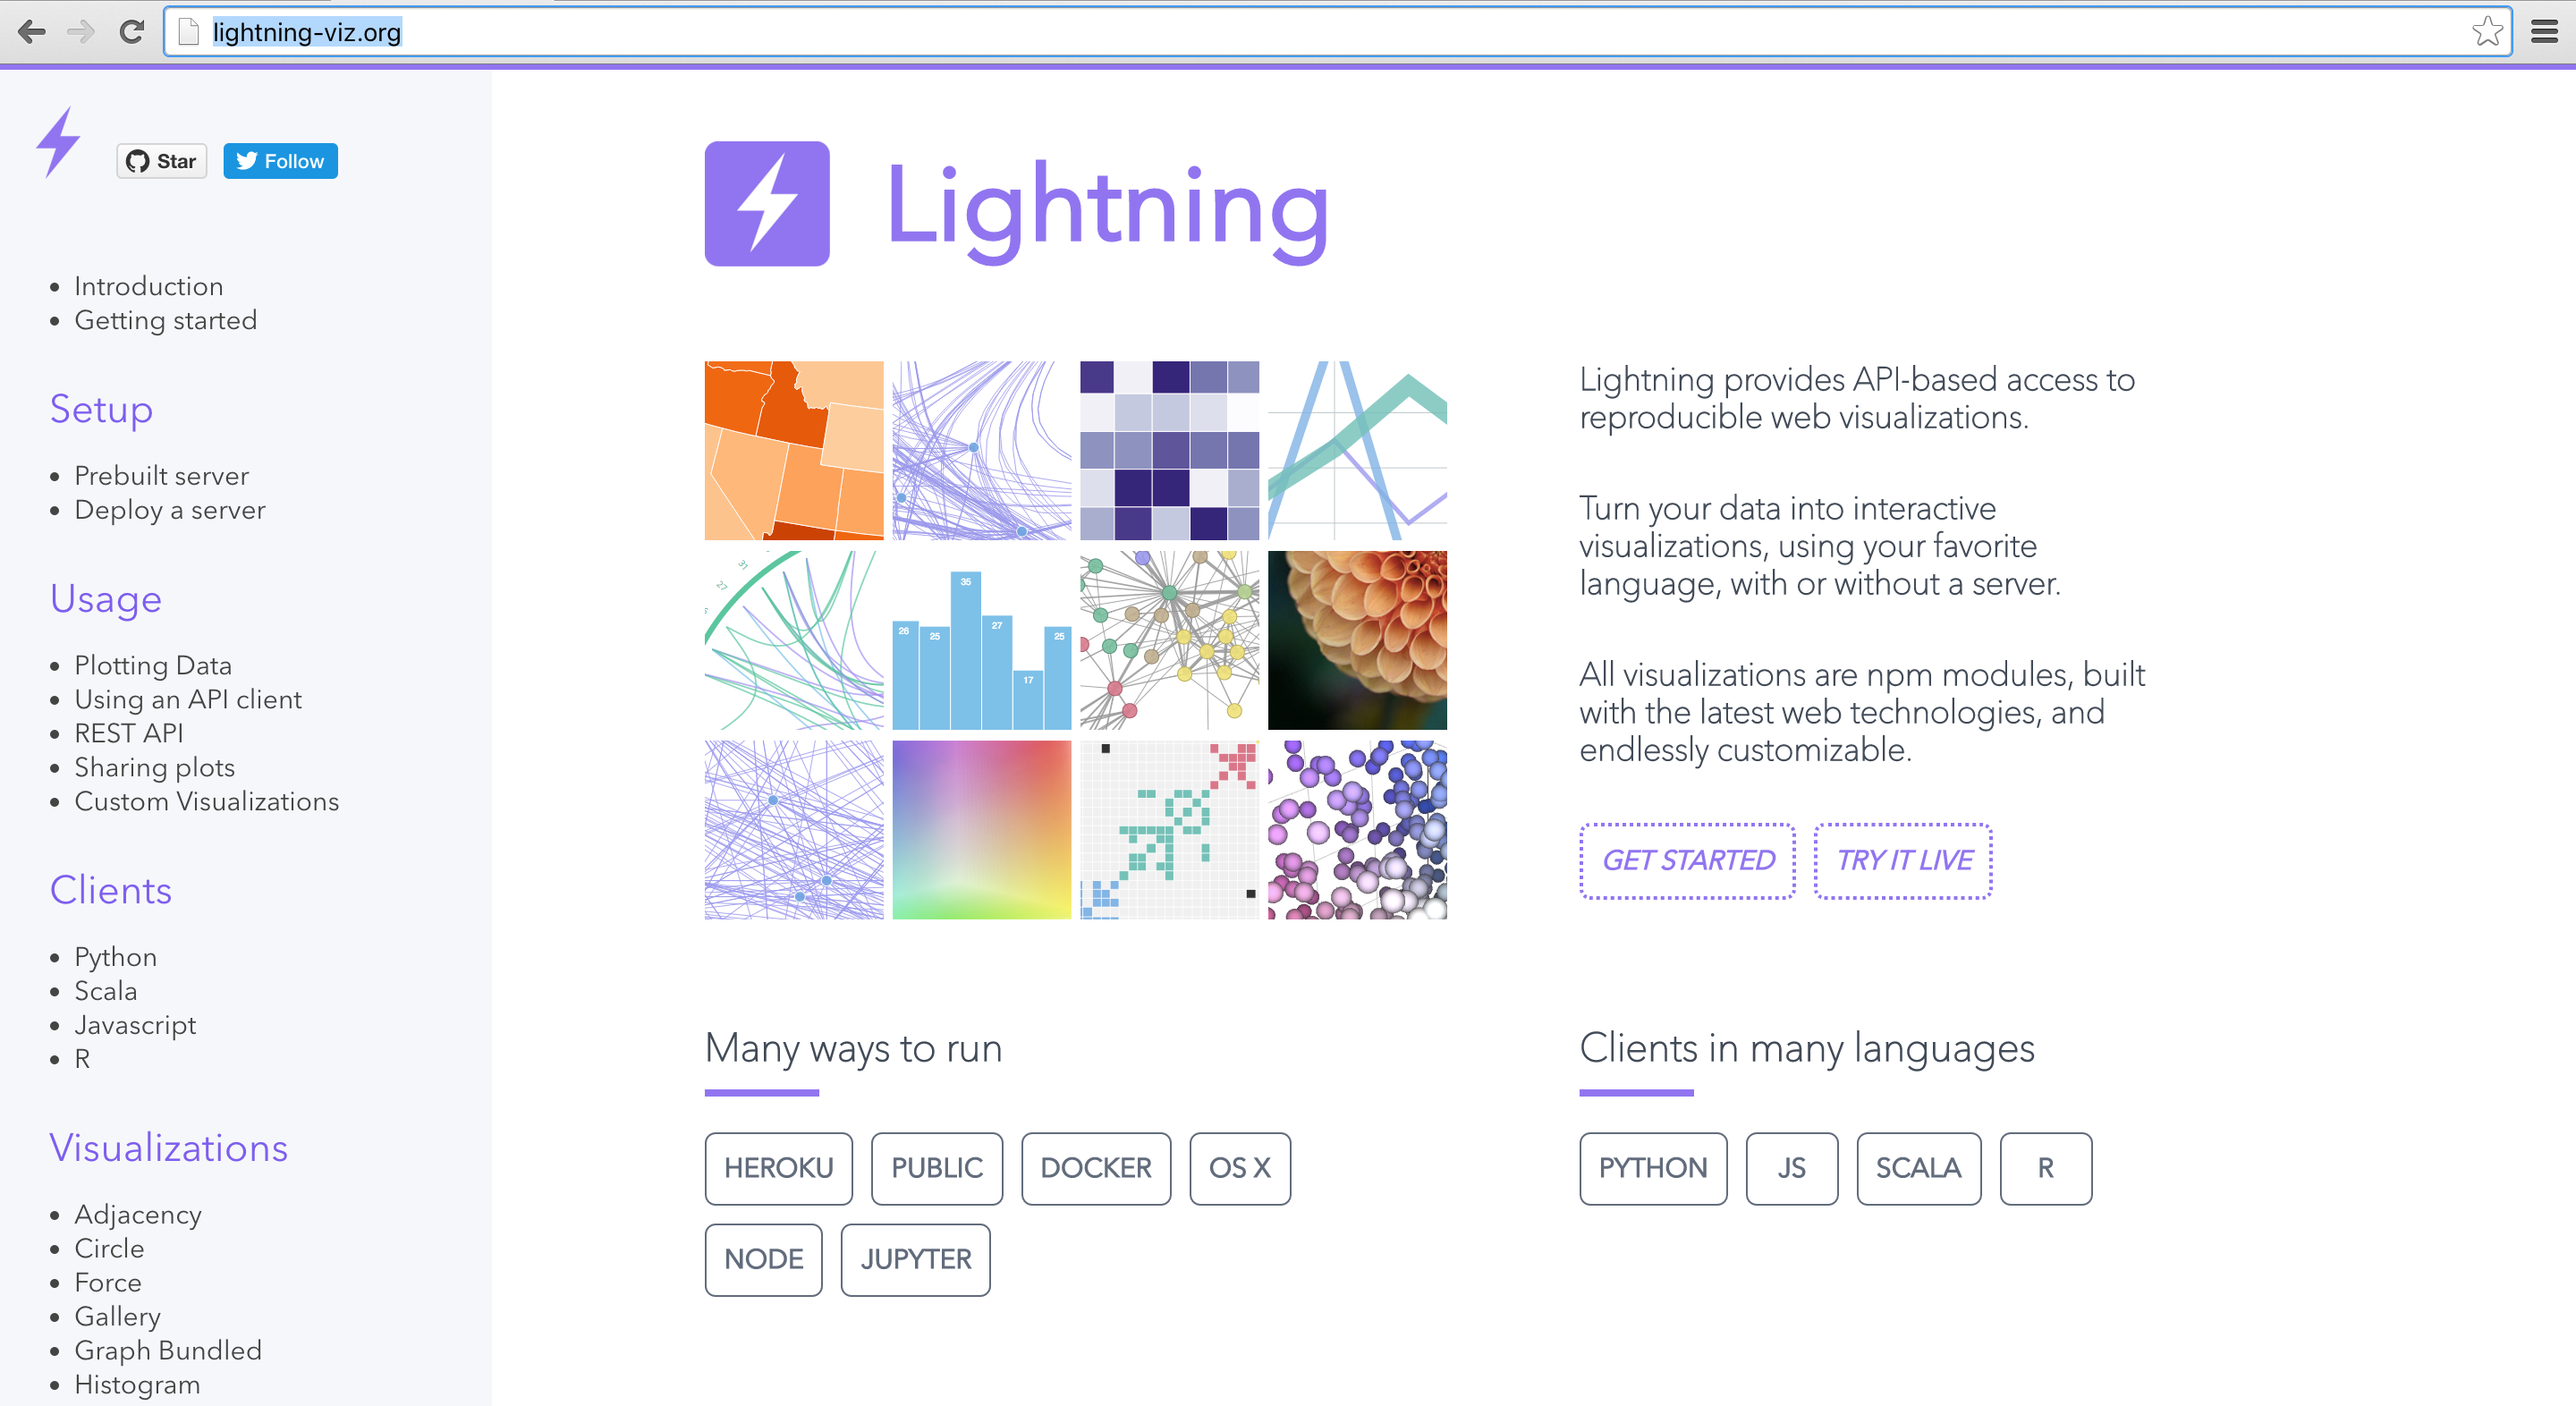 lightning-viz.org
Star
Follow
Introduction
Getting started
Setup
Prebuilt server
Deploy a server
Usage
Plotting Data
Using an API client
REST API
Sharing plots
Custom Visualizations
Clients
Python
Scala
Javascript
R
Visualizations
Adjacency
Circle
Force
Gallery
Graph Bundled
Histogram
Lightning
31
27
26
25
35
27
17
25
Lightning provides API-based access to
reproducible web visualizations.
Turn your data into interactive
visualizations, using your favorite
language, with or without a server.
All visualizations are npm modules, built
with the latest web technologies, and
endlessly customizable.
GET STARTED
TRY IT LIVE
Many ways to run
HEROKU
PUBLIC
DOCKER
OS X
NODE
JUPYTER
Clients in many languages
PYTHON
JS
SCALA
R